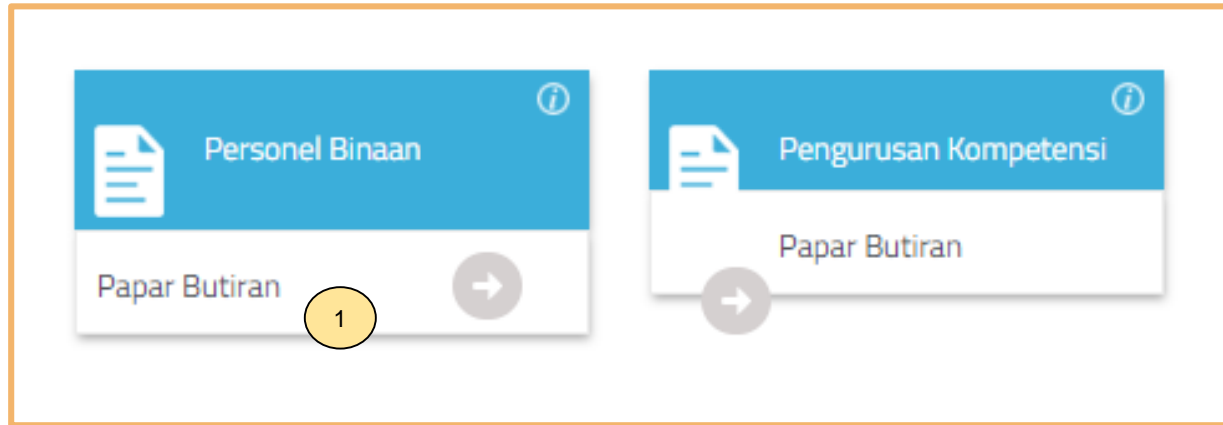 Personel Binaan
Papar Butiran
1
Pengurusan Kompetensi
Papar Butiran